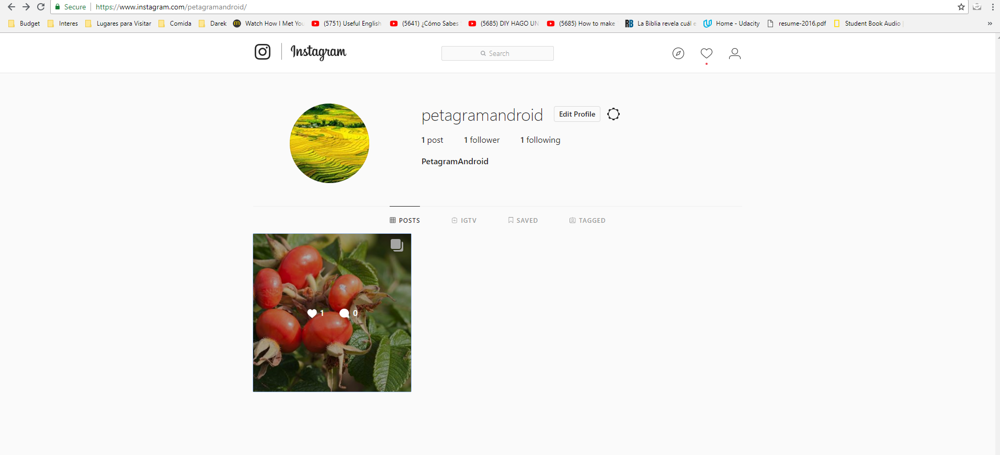 Secure https://www.instagram.com/petagramandroid/
Budget Interes Lugares para Visitar Comida Darek Watch How I Met You (5751) Useful English (5641) ¿Cómo Sabes (5685) DIY HAGO UN (5685) How to make RB La Biblia revela cuál e Home - Udacity resume-2016.pdf Student Book Audio |
Instagram Search
petagramandroid Edit Profile
1 post 1 follower 1 following
PetagramAndroid
POSTS IGTV SAVED TAGGED
1 0